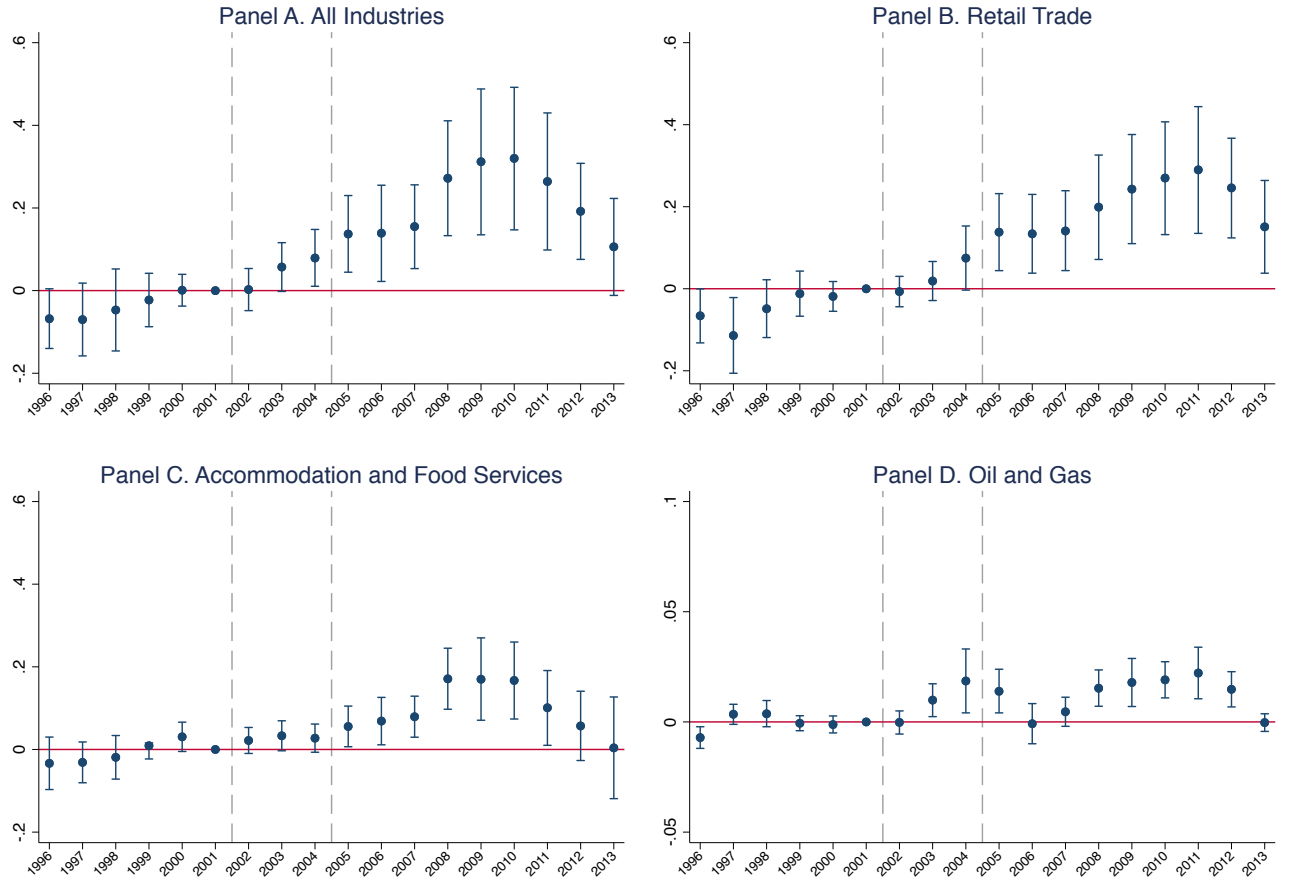 Panel A. All Industries
.6
.4
.2
0
-.2
1996 1997 1998 1999 2000 2001 2002 2003 2004 2005 2006 2007 2008 2009 2010 2011 2012 2013
Panel B. Retail Trade
.6
.4
.2
0
-.2
1996 1997 1998 1999 2000 2001 2002 2003 2004 2005 2006 2007 2008 2009 2010 2011 2012 2013
Panel C. Accommodation and Food Services
.6
.4
.2
0
-.2
1996 1997 1998 1999 2000 2001 2002 2003 2004 2005 2006 2007 2008 2009 2010 2011 2012 2013
Panel D. Oil and Gas
.1
.05
0
-.05
1996 1997 1998 1999 2000 2001 2002 2003 2004 2005 2006 2007 2008 2009 2010 2011 2012 2013